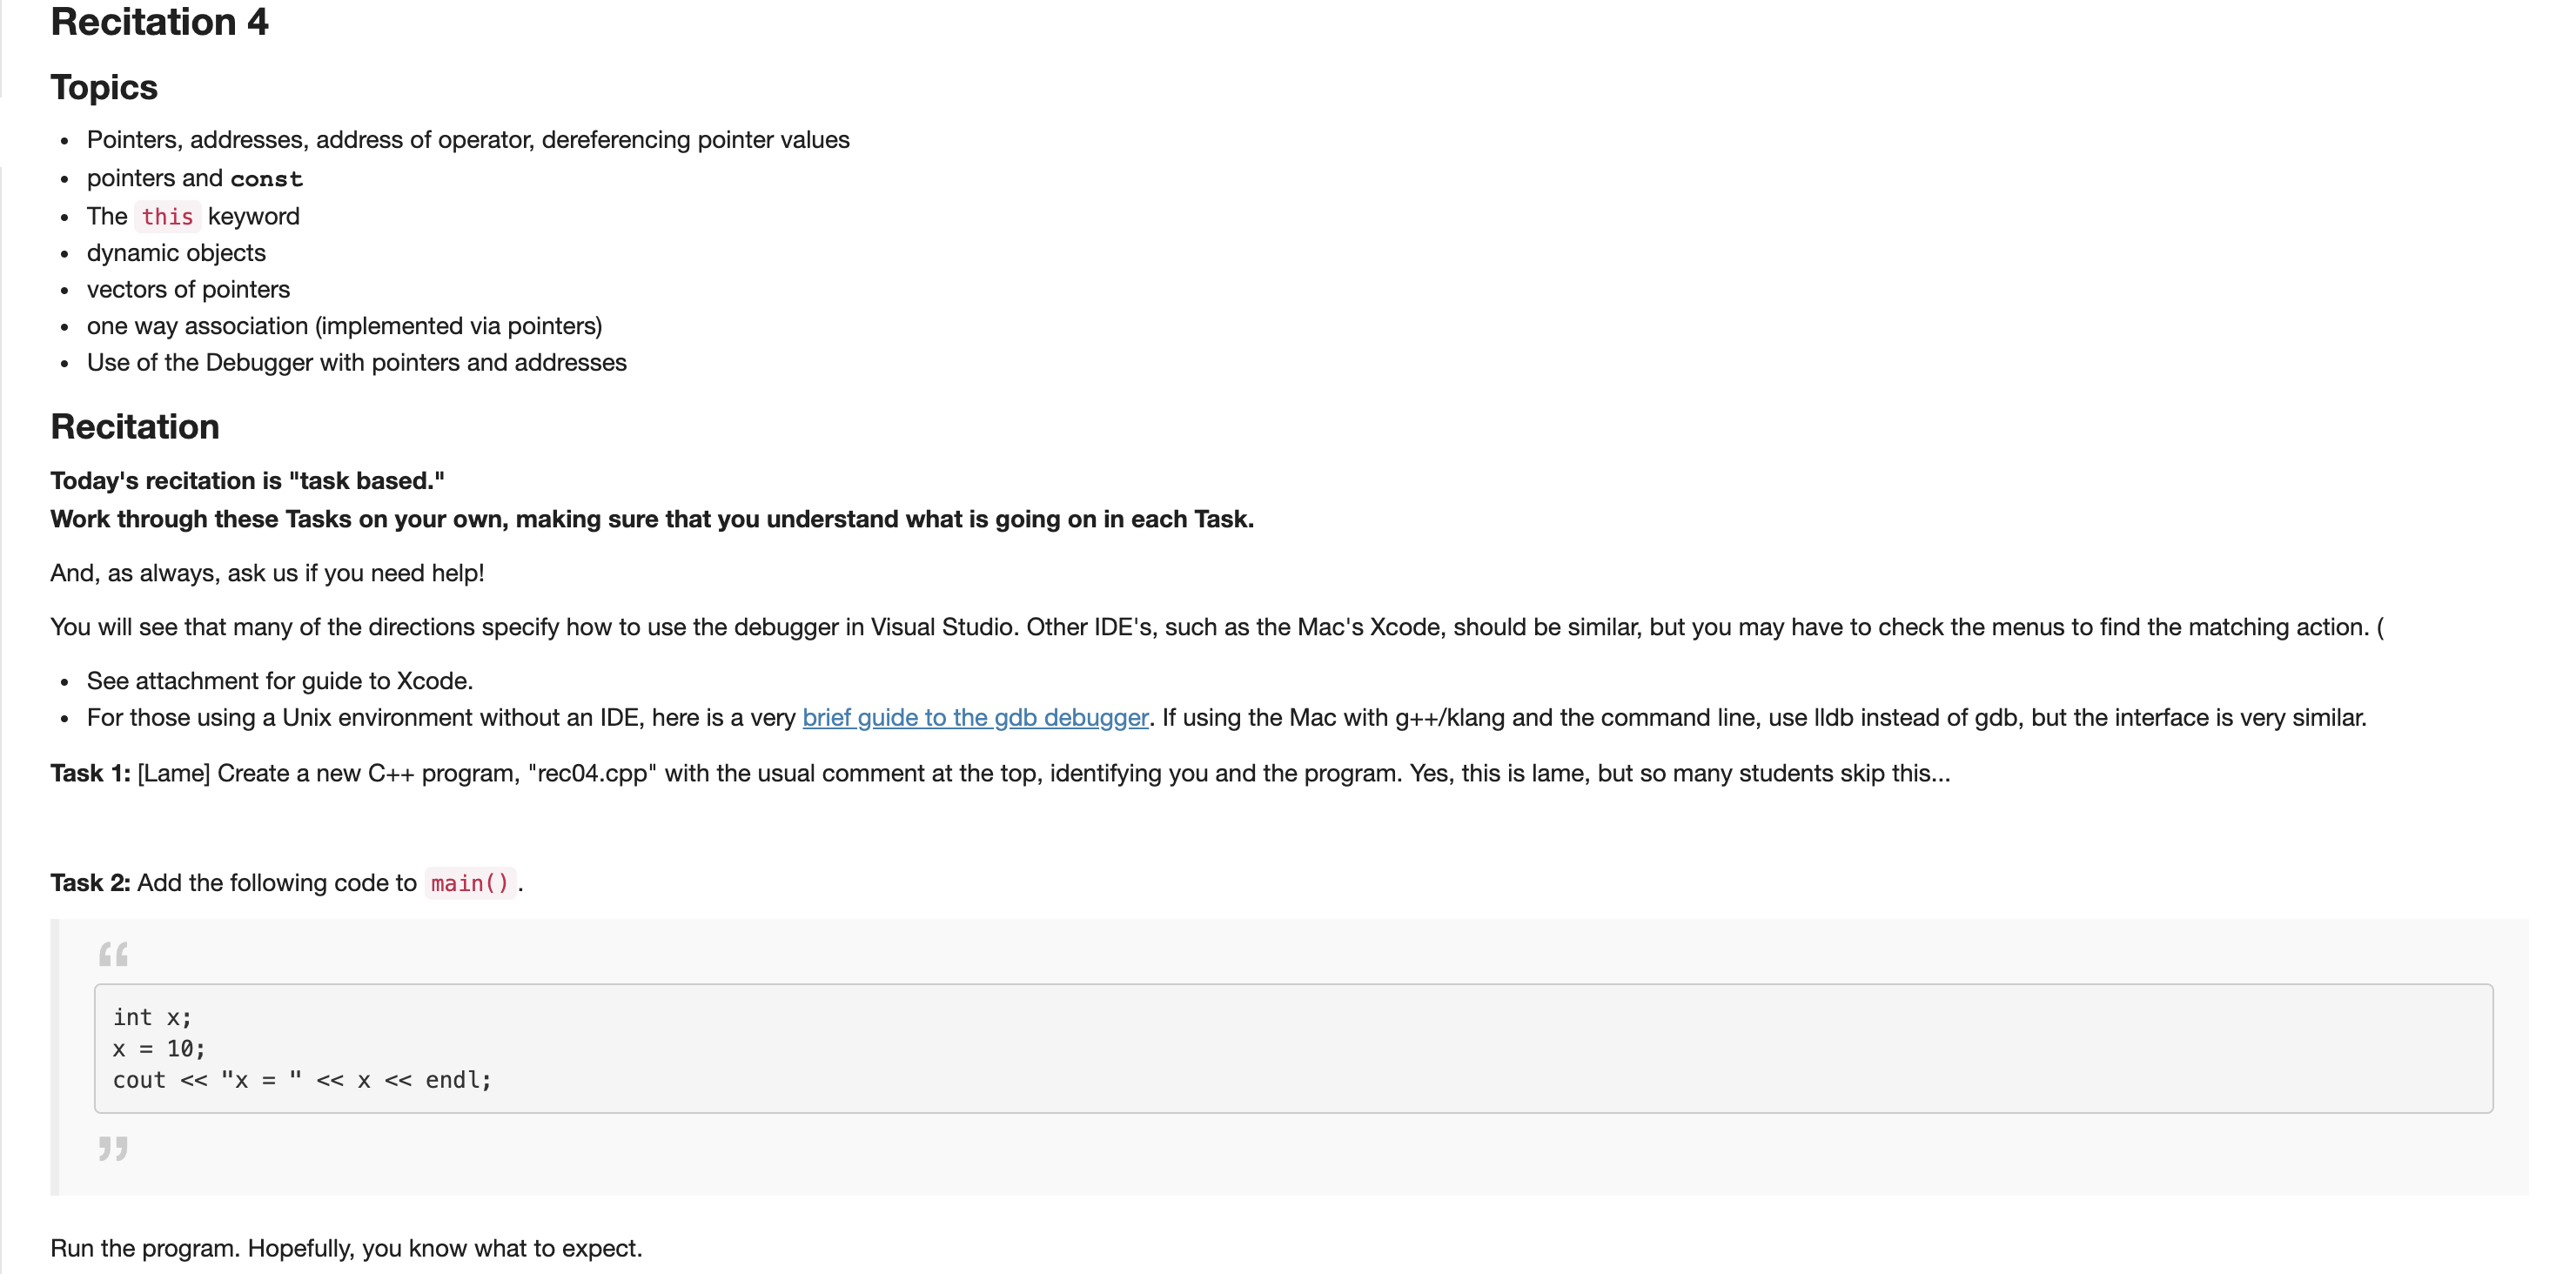 Recitation 4
Topics
• Pointers, addresses, address of operator, dereferencing pointer values
• pointers and const
• The this keyword
• dynamic objects
• vectors of pointers
• one way association (implemented via pointers)
• Use of the Debugger with pointers and addresses
Recitation
Today's recitation is "task based."
Work through these Tasks on your own, making sure that you understand what is going on in each Task.
And, as always, ask us if you need help!
You will see that many of the directions specify how to use the debugger in Visual Studio. Other IDE's, such as the Mac's Xcode, should be similar, but you may have to check the menus to find the matching action. (
• See attachment for guide to Xcode.
• For those using a Unix environment without an IDE, here is a very brief guide to the gdb debugger. If using the Mac with g++/klang and the command line, use lldb instead of gdb, but the interface is very similar.
Task 1: [Lame] Create a new C++ program, "rec04.cpp" with the usual comment at the top, identifying you and the program. Yes, this is lame, but so many students skip this...
Task 2: Add the following code to main().
“
int x;
x = 10;
cout << "x = " << x << endl;
”
Run the program. Hopefully, you know what to expect.